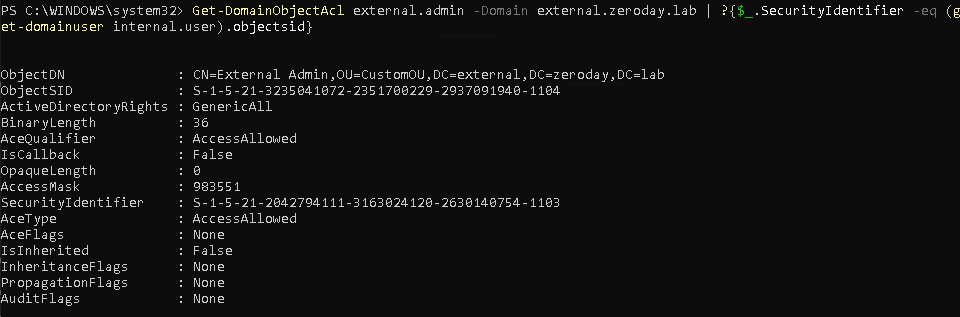 PS C:\WINDOWS\system32> Get-DomainObjectAcl external.admin -Domain external.zeroday.lab | ?{$_.SecurityIdentifier -eq (g
et-domainuser internal.user).objectsid}
ObjectDN : CN=External Admin,OU=CustomOU,DC=external,DC=zeroday,DC=lab
ObjectSID : S-1-5-21-3235041072-2351700229-2937091940-1104
ActiveDirectoryRights : GenericAll
BinaryLength : 36
AceQualifier : AccessAllowed
IsCallback : False
OpaqueLength : 0
AccessMask : 983551
SecurityIdentifier : S-1-5-21-2042794111-3163024120-2630140754-1103
AceType : AccessAllowed
AceFlags : None
IsInherited : False
InheritanceFlags : None
PropagationFlags : None
AuditFlags : None